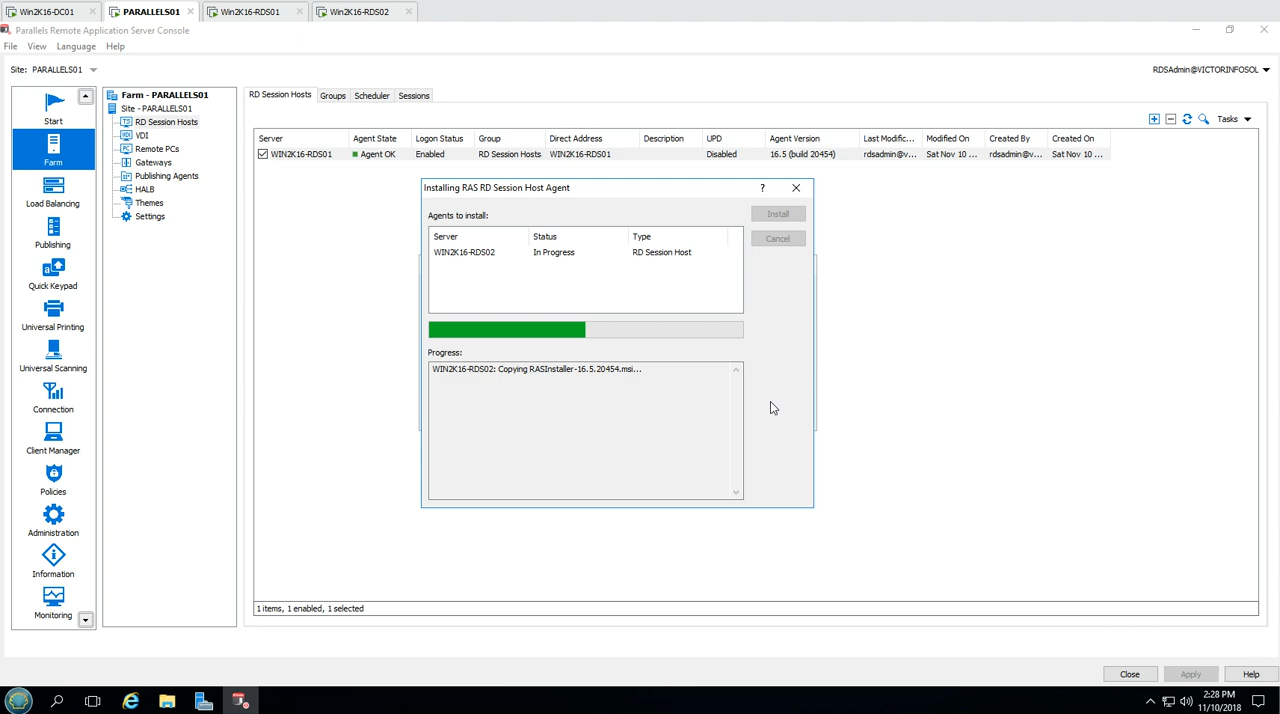 Win2K16-DC01
PARALLELS01
Win2K16-RDS01
Win2K16-RDS02
Parallels Remote Application Server Console
File View Language Help
Site: PARALLELS01
RDSAdmin@VICTORINFOSOL
Start
Farm
Load Balancing
Publishing
Quick Keypad
Universal Printing
Universal Scanning
Connection
Client Manager
Policies
Administration
Information
Monitoring
Farm - PARALLELS01
Site - PARALLELS01
RD Session Hosts
VDI
Remote PCs
Gateways
Publishing Agents
HALB
Themes
Settings
RD Session Hosts Groups Scheduler Sessions
Tasks
Server Agent State Logon Status Group Direct Address Description UPD Agent Version Last Modific... Modified On Created By Created On
WIN2K16-RDS01 Agent OK Enabled RD Session Hosts WIN2K16-RDS01 Disabled 16.5 (build 20454) rdsadmin@v... Sat Nov 10 ... rdsadmin@v... Sat Nov 10 ...
Installing RAS RD Session Host Agent ?
Agents to install:
Install
Cancel
Server Status Type
WIN2K16-RDS02 In Progress RD Session Host
Progress:
WIN2K16-RDS02: Copying RASInstaller-16.5.20454.msi...
1 items, 1 enabled, 1 selected
Close Apply Help
2:28 PM
11/10/2018